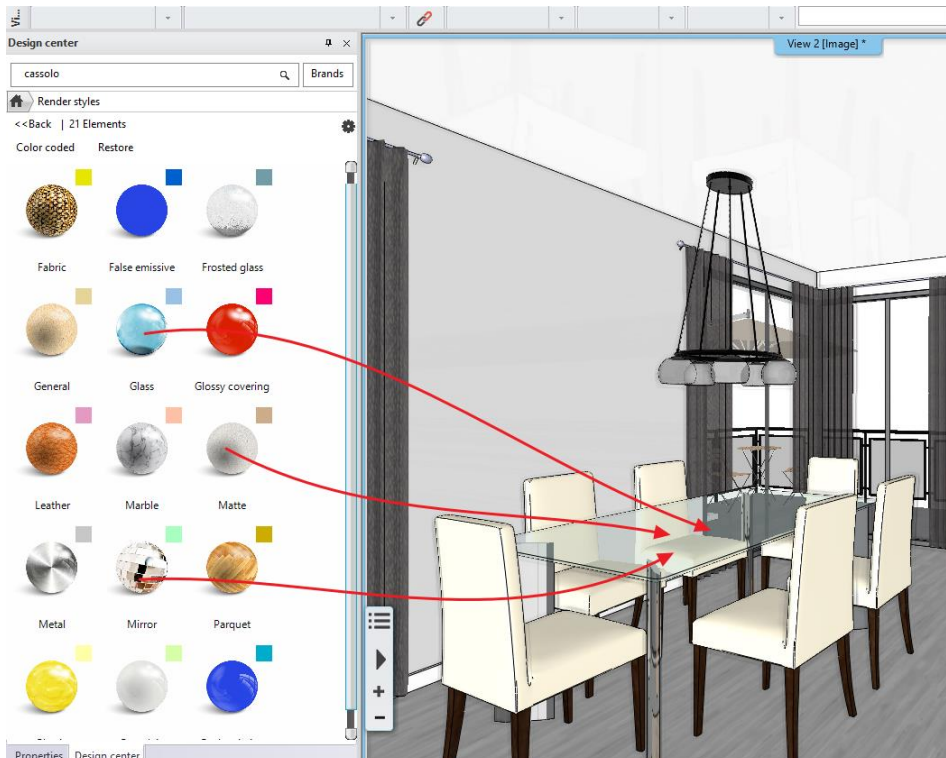 Vi...
Design center
View 2 [Image] *
cassolo
Brands
Render styles
<<Back | 21 Elements
Color coded Restore
Fabric False emissive Frosted glass
General Glass Glossy covering
Leather Marble Matte
Metal Mirror Parquet
Properties Design center